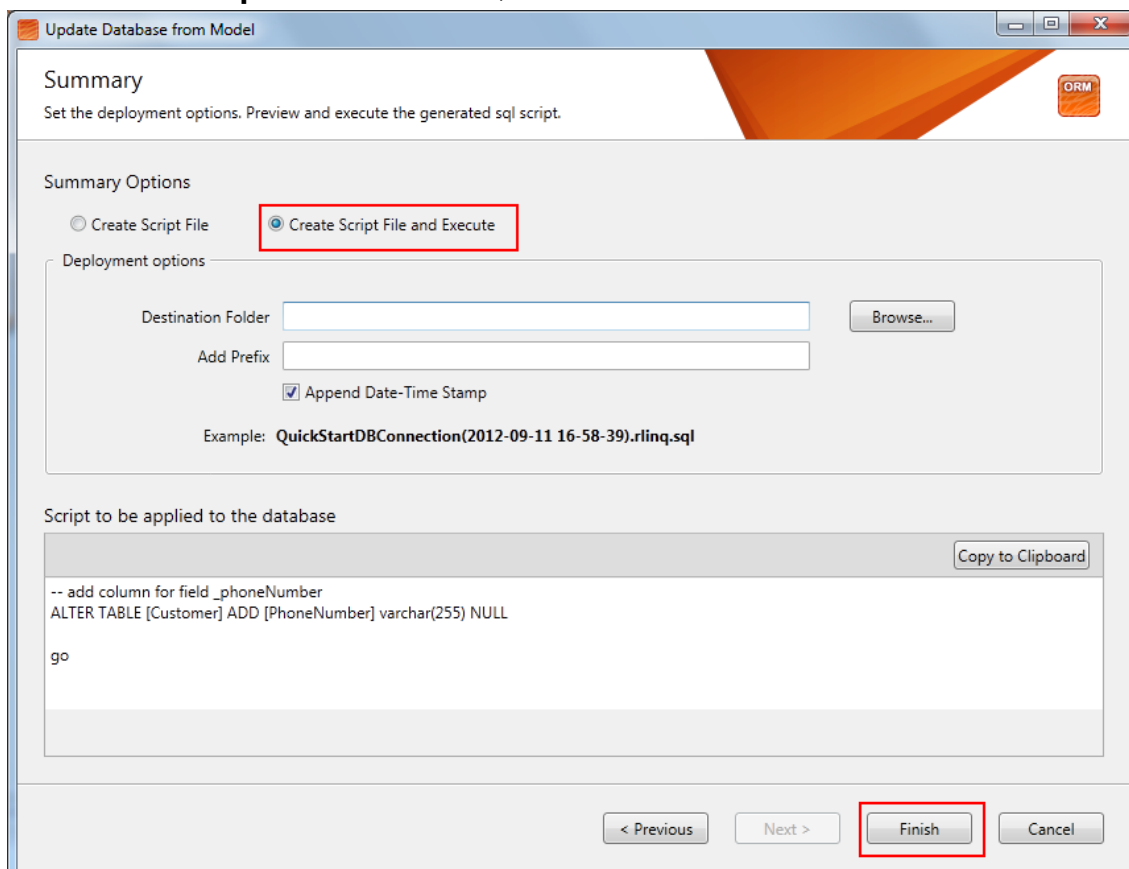 Update Database from Model
Summary
Set the deployment options. Preview and execute the generated sql script.
ORM
Summary Options
Create Script File
Create Script File and Execute
Deployment options
Destination Folder
Browse...
Add Prefix
Append Date-Time Stamp
Example: QuickStartDBConnection(2012-09-11 16-58-39).rlinq.sql
Script to be applied to the database
Copy to Clipboard
-- add column for field _phoneNumber
ALTER TABLE [Customer] ADD [PhoneNumber] varchar(255) NULL
go
< Previous
Next >
Finish
Cancel